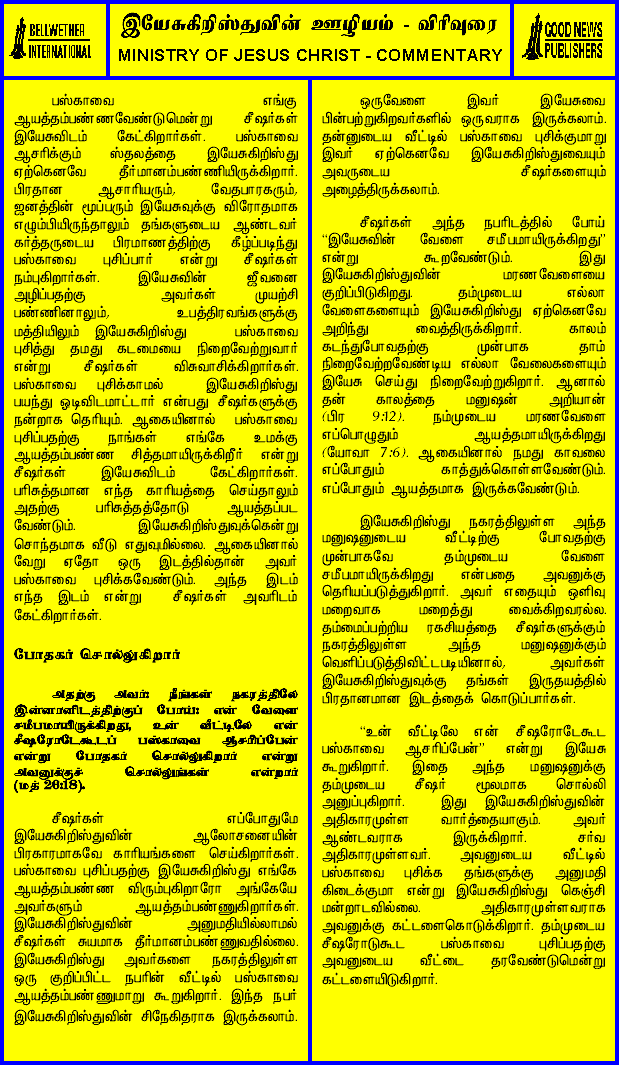 BELLWETHER
INTERNATIONAL
இயேசுகிறிஸ்துவின் ஊழியம் - விரிவுரை
MINISTRY OF JESUS CHRIST - COMMENTARY
GOOD NEWS
PUBLISHERS
பஸ்காவை எங்கு
ஆயத்தம்பண்ணவேண்டுமென்று சீஷர்கள்
இயேசுவிடம் கேட்கிறார்கள். பஸ்காவை
ஆசரிக்கும் ஸ்தலத்தை இயேசுகிறிஸ்து
ஏற்கெனவே தீர்மானம்பண்ணியிருக்கிறார்.
பிரதான ஆசாரியரும், வேதபாரகரும்,
ஜனத்தின் மூப்பரும் இயேசுவுக்கு விரோதமாக
எழும்பியிருந்தாலும் தங்களுடைய ஆண்டவர்
கர்த்தருடைய பிரமாணத்திற்கு கீழ்ப்படிந்து
பஸ்காவை புசிப்பார் என்று சீஷர்கள்
நம்புகிறார்கள். இயேசுவின் ஜீவனை
அழிப்பதற்கு அவர்கள் முயற்சி
பண்ணினாலும், உபத்திரவங்களுக்கு
மத்தியிலும் இயேசுகிறிஸ்து பஸ்காவை
புசித்து தமது கடமையை நிறைவேற்றுவார்
என்று சீஷர்கள் விசுவாசிக்கிறார்கள்.
பஸ்காவை புசிக்காமல் இயேசுகிறிஸ்து
பயந்து ஓடிவிடமாட்டார் என்பது சீஷர்களுக்கு
நன்றாக தெரியும். ஆகையினால் பஸ்காவை
புசிப்பதற்கு நாங்கள் எங்கே உமக்கு
ஆயத்தம்பண்ண சித்தமாயிருக்கிறீர் என்று
சீஷர்கள் இயேசுவிடம் கேட்கிறார்கள்.
பரிசுத்தமான எந்த காரியத்தை செய்தாலும்
அதற்கு பரிசுத்தத்தோடு ஆயத்தப்பட
வேண்டும். இயேசுகிறிஸ்துவுக்கென்று
சொந்தமாக வீடு எதுவுமில்லை. ஆகையினால்
வேறு ஏதோ ஒரு இடத்தில்தான் அவர்
பஸ்காவை புசிக்கவேண்டும். அந்த இடம்
எந்த இடம் என்று சீஷர்கள் அவரிடம்
கேட்கிறார்கள்.
போதகர் சொல்லுகிறார்
அதற்கு அவர்: நீங்கள் நகரத்திலே
இன்னானிடத்திற்குப் போய்: என் வேளை
சமீபமாயிருக்கிறது, உன் வீட்டிலே என்
சீஷரோடேகூடப் பஸ்காவை ஆசரிப்பேன்
என்று போதகர் சொல்லுகிறார் என்று
அவனுக்குச் சொல்லுங்கள் என்றார்
(மத் 26:18).
சீஷர்கள் எப்போதுமே
இயேசுகிறிஸ்துவின் ஆலோசனையின்
பிரகாரமாகவே காரியங்களை செய்கிறார்கள்.
பஸ்காவை புசிப்பதற்கு இயேசுகிறிஸ்து எங்கே
ஆயத்தம்பண்ண விரும்புகிறாரோ அங்கேயே
அவர்களும் ஆயத்தம்பண்ணுகிறார்கள்.
இயேசுகிறிஸ்துவின் அனுமதியில்லாமல்
சீஷர்கள் சுயமாக தீர்மானம்பண்ணுவதில்லை.
இயேசுகிறிஸ்து அவர்களை நகரத்திலுள்ள
ஒரு குறிப்பிட்ட நபரின் வீட்டில் பஸ்காவை
ஆயத்தம்பண்ணுமாறு கூறுகிறார். இந்த நபர்
இயேசுகிறிஸ்துவின் சிநேகிதராக இருக்கலாம்.
ஒருவேளை இவர் இயேசுவை
பின்பற்றுகிறவர்களில் ஒருவராக இருக்கலாம்.
தன்னுடைய வீட்டில் பஸ்காவை புசிக்குமாறு
இவர் ஏற்கெனவே இயேசுகிறிஸ்துவையும்
அவருடைய சீஷர்களையும்
அழைத்திருக்கலாம்.
சீஷர்கள் அந்த நபரிடத்தில் போய்
“இயேசுவின் வேளை சமீபமாயிருக்கிறது”
என்று கூறவேண்டும். இது
இயேசுகிறிஸ்துவின் மரணவேளையை
குறிப்பிடுகிறது. தம்முடைய எல்லா
வேளைகளையும் இயேசுகிறிஸ்து ஏற்கெனவே
அறிந்து வைத்திருக்கிறார். காலம்
கடந்துபோவதற்கு முன்பாக தாம்
நிறைவேற்றவேண்டிய எல்லா வேலைகளையும்
இயேசு செய்து நிறைவேற்றுகிறார். ஆனால்
தன் காலத்தை மனுஷன் அறியான்
(பிர 9:12). நம்முடைய மரணவேளை
எப்பொழுதும் ஆயத்தமாயிருக்கிறது
(யோவா 7:6). ஆகையினால் நமது காவலை
எப்போதும் காத்துக்கொள்ளவேண்டும்.
எப்போதும் ஆயத்தமாக இருக்கவேண்டும்.
இயேசுகிறிஸ்து நகரத்திலுள்ள அந்த
மனுஷனுடைய வீட்டிற்கு போவதற்கு
முன்பாகவே தம்முடைய வேளை
சமீபமாயிருக்கிறது என்பதை அவனுக்கு
தெரியப்படுத்துகிறார். அவர் எதையும் ஒளிவு
மறைவாக மறைத்து வைக்கிறவரல்ல.
தம்மைப்பற்றிய ரகசியத்தை சீஷர்களுக்கும்
நகரத்திலுள்ள அந்த மனுஷனுக்கும்
வெளிப்படுத்திவிட்டபடியினால், அவர்கள்
இயேசுகிறிஸ்துவுக்கு தங்கள் இருதயத்தில்
பிரதானமான இடத்தைக் கொடுப்பார்கள்.
“உன் வீட்டிலே என் சீஷரோடேகூட
பஸ்காவை ஆசரிப்பேன்” என்று இயேசு
கூறுகிறார். இதை அந்த மனுஷனுக்கு
தம்முடைய சீஷர் மூலமாக சொல்லி
அனுப்புகிறார். இது இயேசுகிறிஸ்துவின்
அதிகாரமுள்ள வார்த்தையாகும். அவர்
ஆண்டவராக இருக்கிறார். சர்வ
அதிகாரமுள்ளவர். அவனுடைய வீட்டில்
பஸ்காவை புசிக்க தங்களுக்கு அனுமதி
கிடைக்குமா என்று இயேசுகிறிஸ்து கெஞ்சி
மன்றாடவில்லை. அதிகாரமுள்ளவராக
அவனுக்கு கட்டளைகொடுக்கிறார். தம்முடைய
சீஷரோடுகூட பஸ்காவை புசிப்பதற்கு
அவனுடைய வீட்டை தரவேண்டுமென்று
கட்டளையிடுகிறார்.